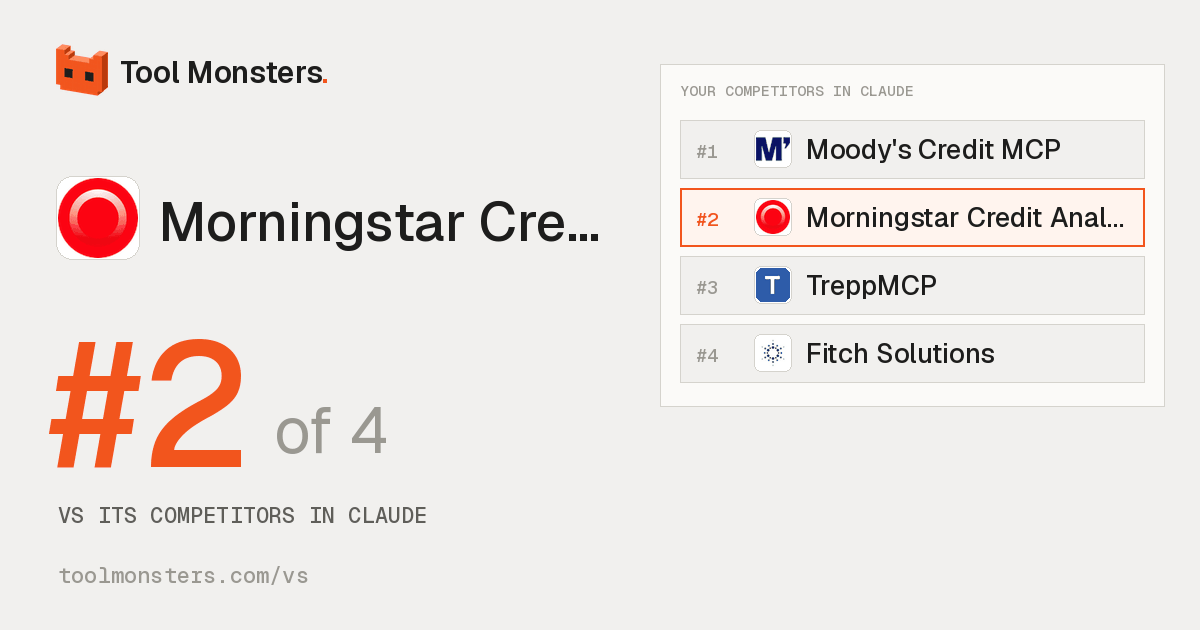 Tool Monsters.
Morningstar Cre...
#2 of 4
VS ITS COMPETITORS IN CLAUDE
toolmonsters.com/vs
YOUR COMPETITORS IN CLAUDE
#1 M' Moody's Credit MCP
#2 Morningstar Credit Anal...
#3 T TreppMCP
#4 Fitch Solutions